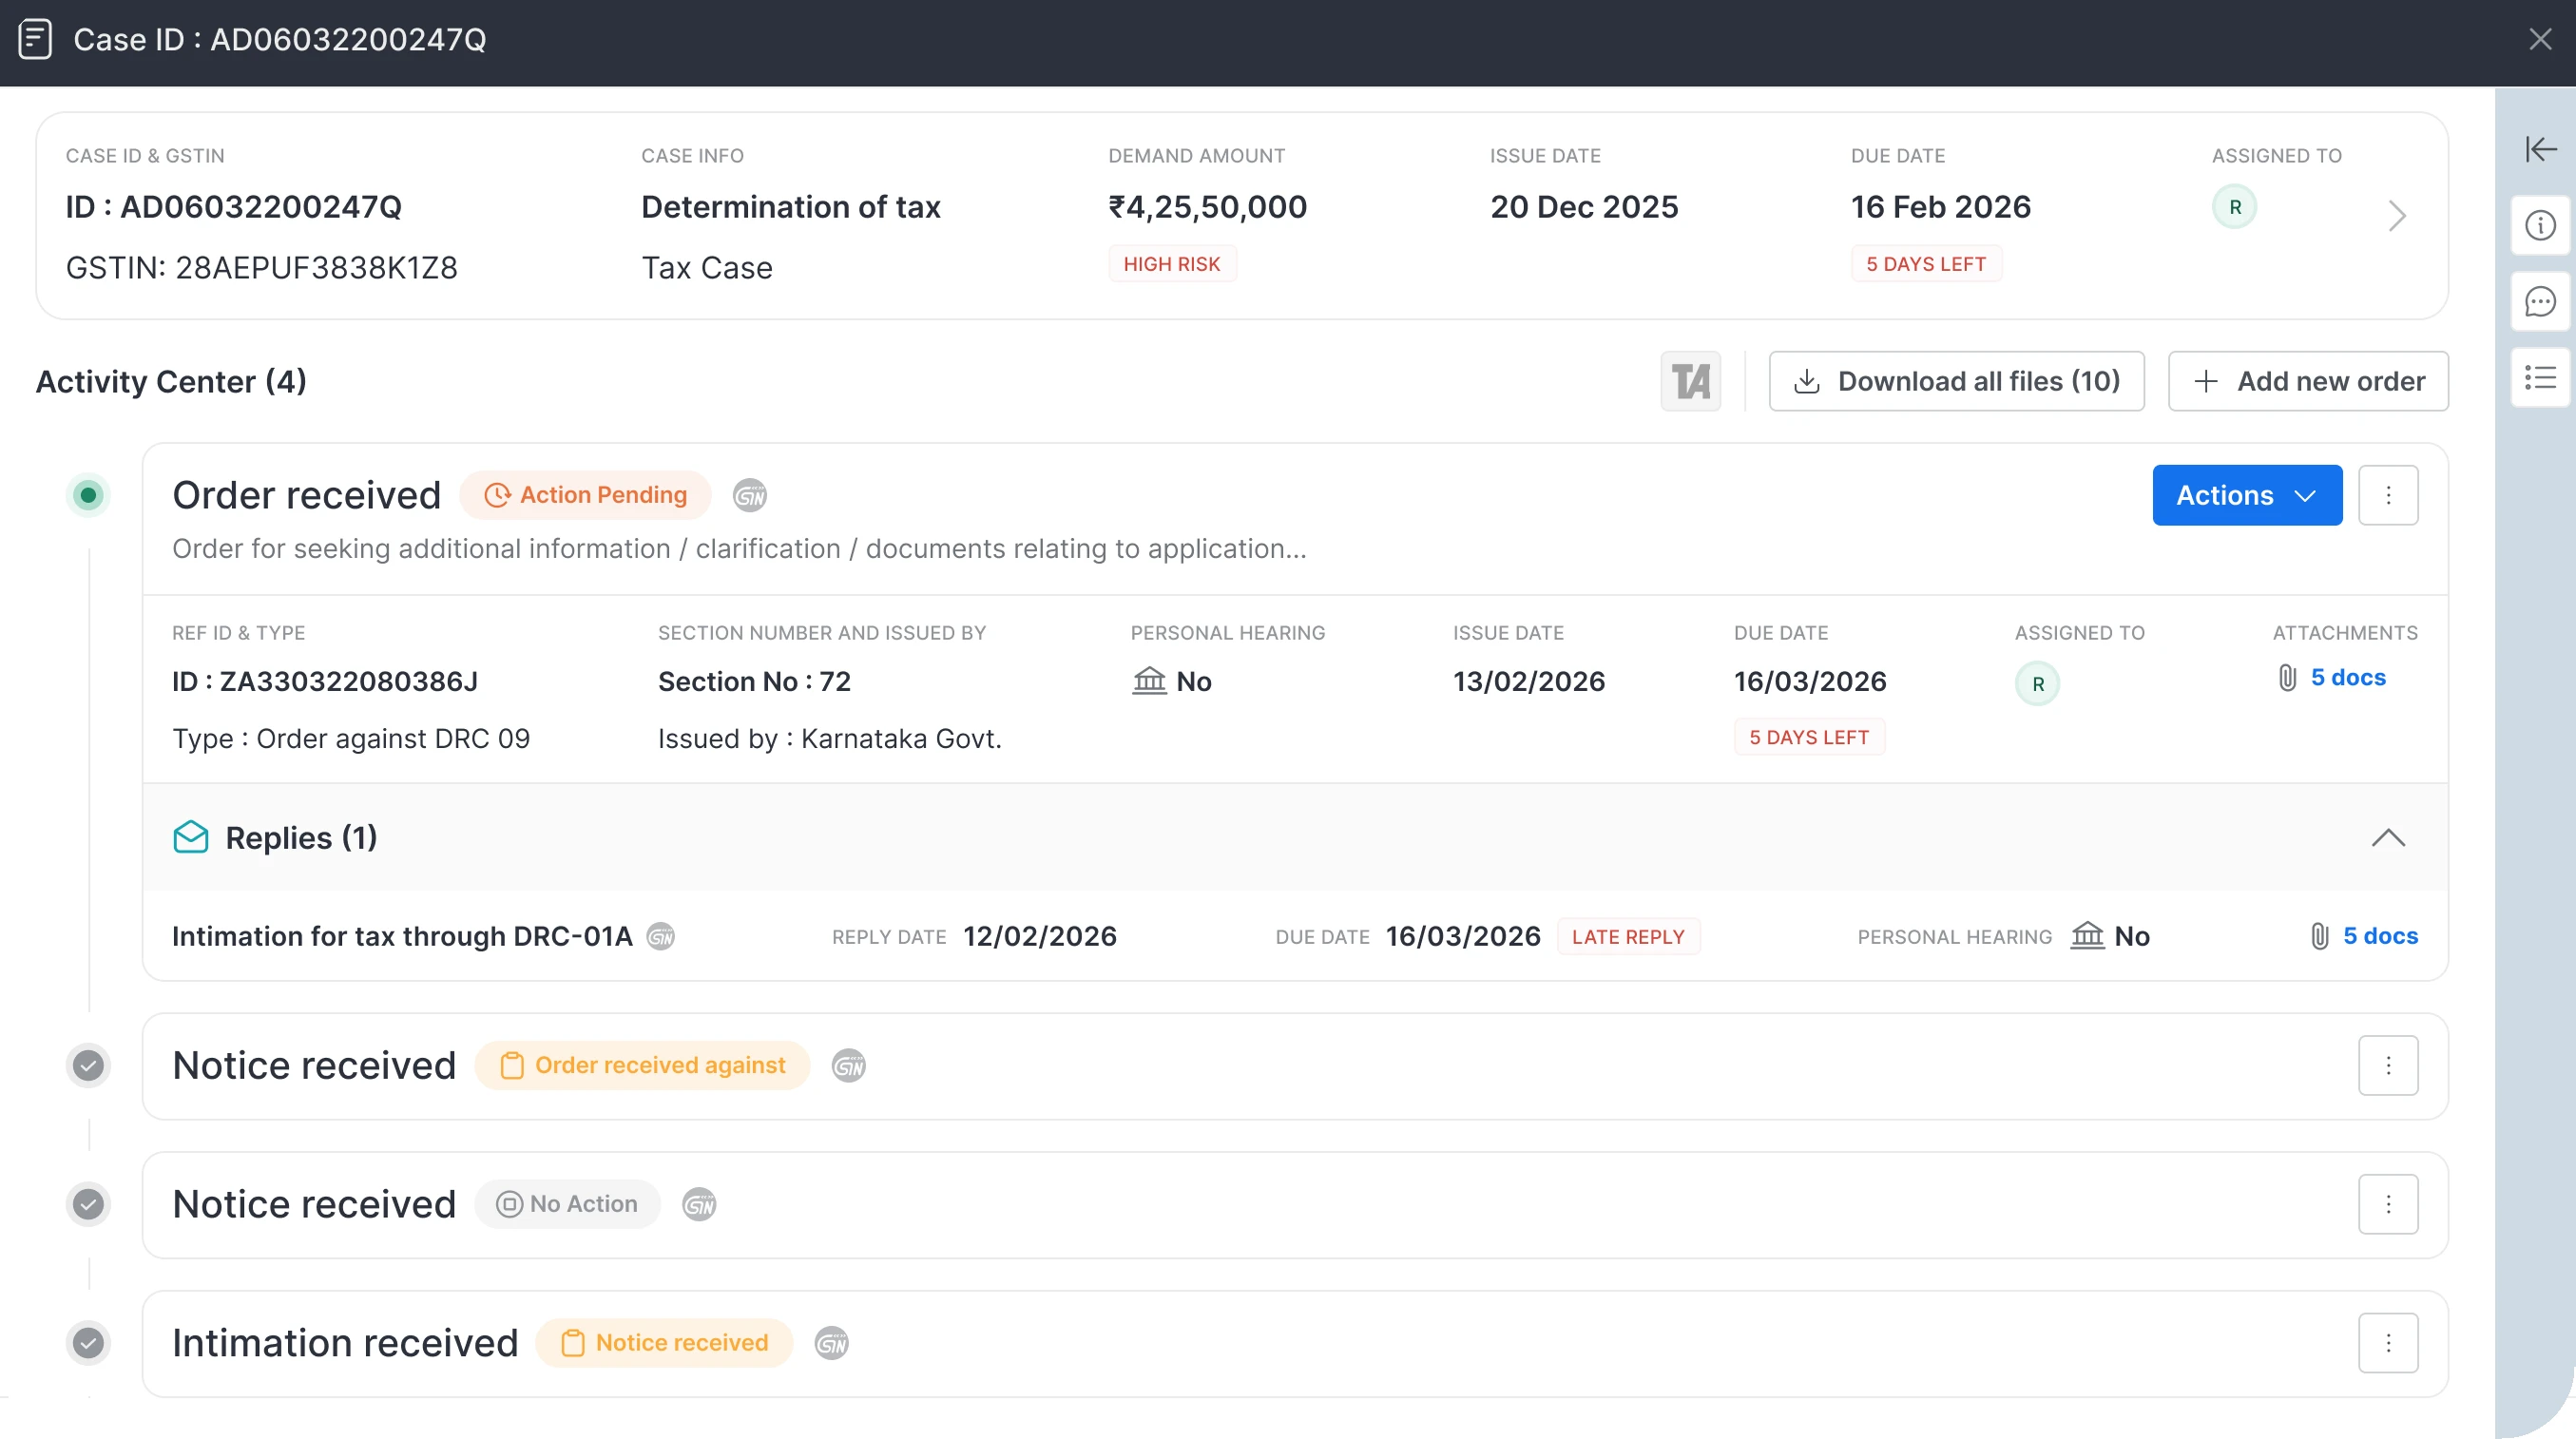 Case ID : AD06032200247Q
CASE ID & GSTIN
ID : AD06032200247Q
GSTIN: 28AEPUF3838K1Z8
CASE INFO
Determination of tax
Tax Case
DEMAND AMOUNT
₹4,25,50,000
HIGH RISK
ISSUE DATE
20 Dec 2025
DUE DATE
16 Feb 2026
5 DAYS LEFT
ASSIGNED TO
R
Activity Center (4)
TA
Download all files (10)
Add new order
Order received
Action Pending
GSTN
Actions
Order for seeking additional information / clarification / documents relating to application...
REF ID & TYPE
ID : ZA330322080386J
Type : Order against DRC 09
SECTION NUMBER AND ISSUED BY
Section No : 72
Issued by : Karnataka Govt.
PERSONAL HEARING
No
ISSUE DATE
13/02/2026
DUE DATE
16/03/2026
5 DAYS LEFT
ASSIGNED TO
R
ATTACHMENTS
5 docs
Replies (1)
Intimation for tax through DRC-01A
REPLY DATE 12/02/2026
DUE DATE 16/03/2026 LATE REPLY
PERSONAL HEARING No
5 docs
Notice received
Order received against
Notice received
No Action
Intimation received
Notice received